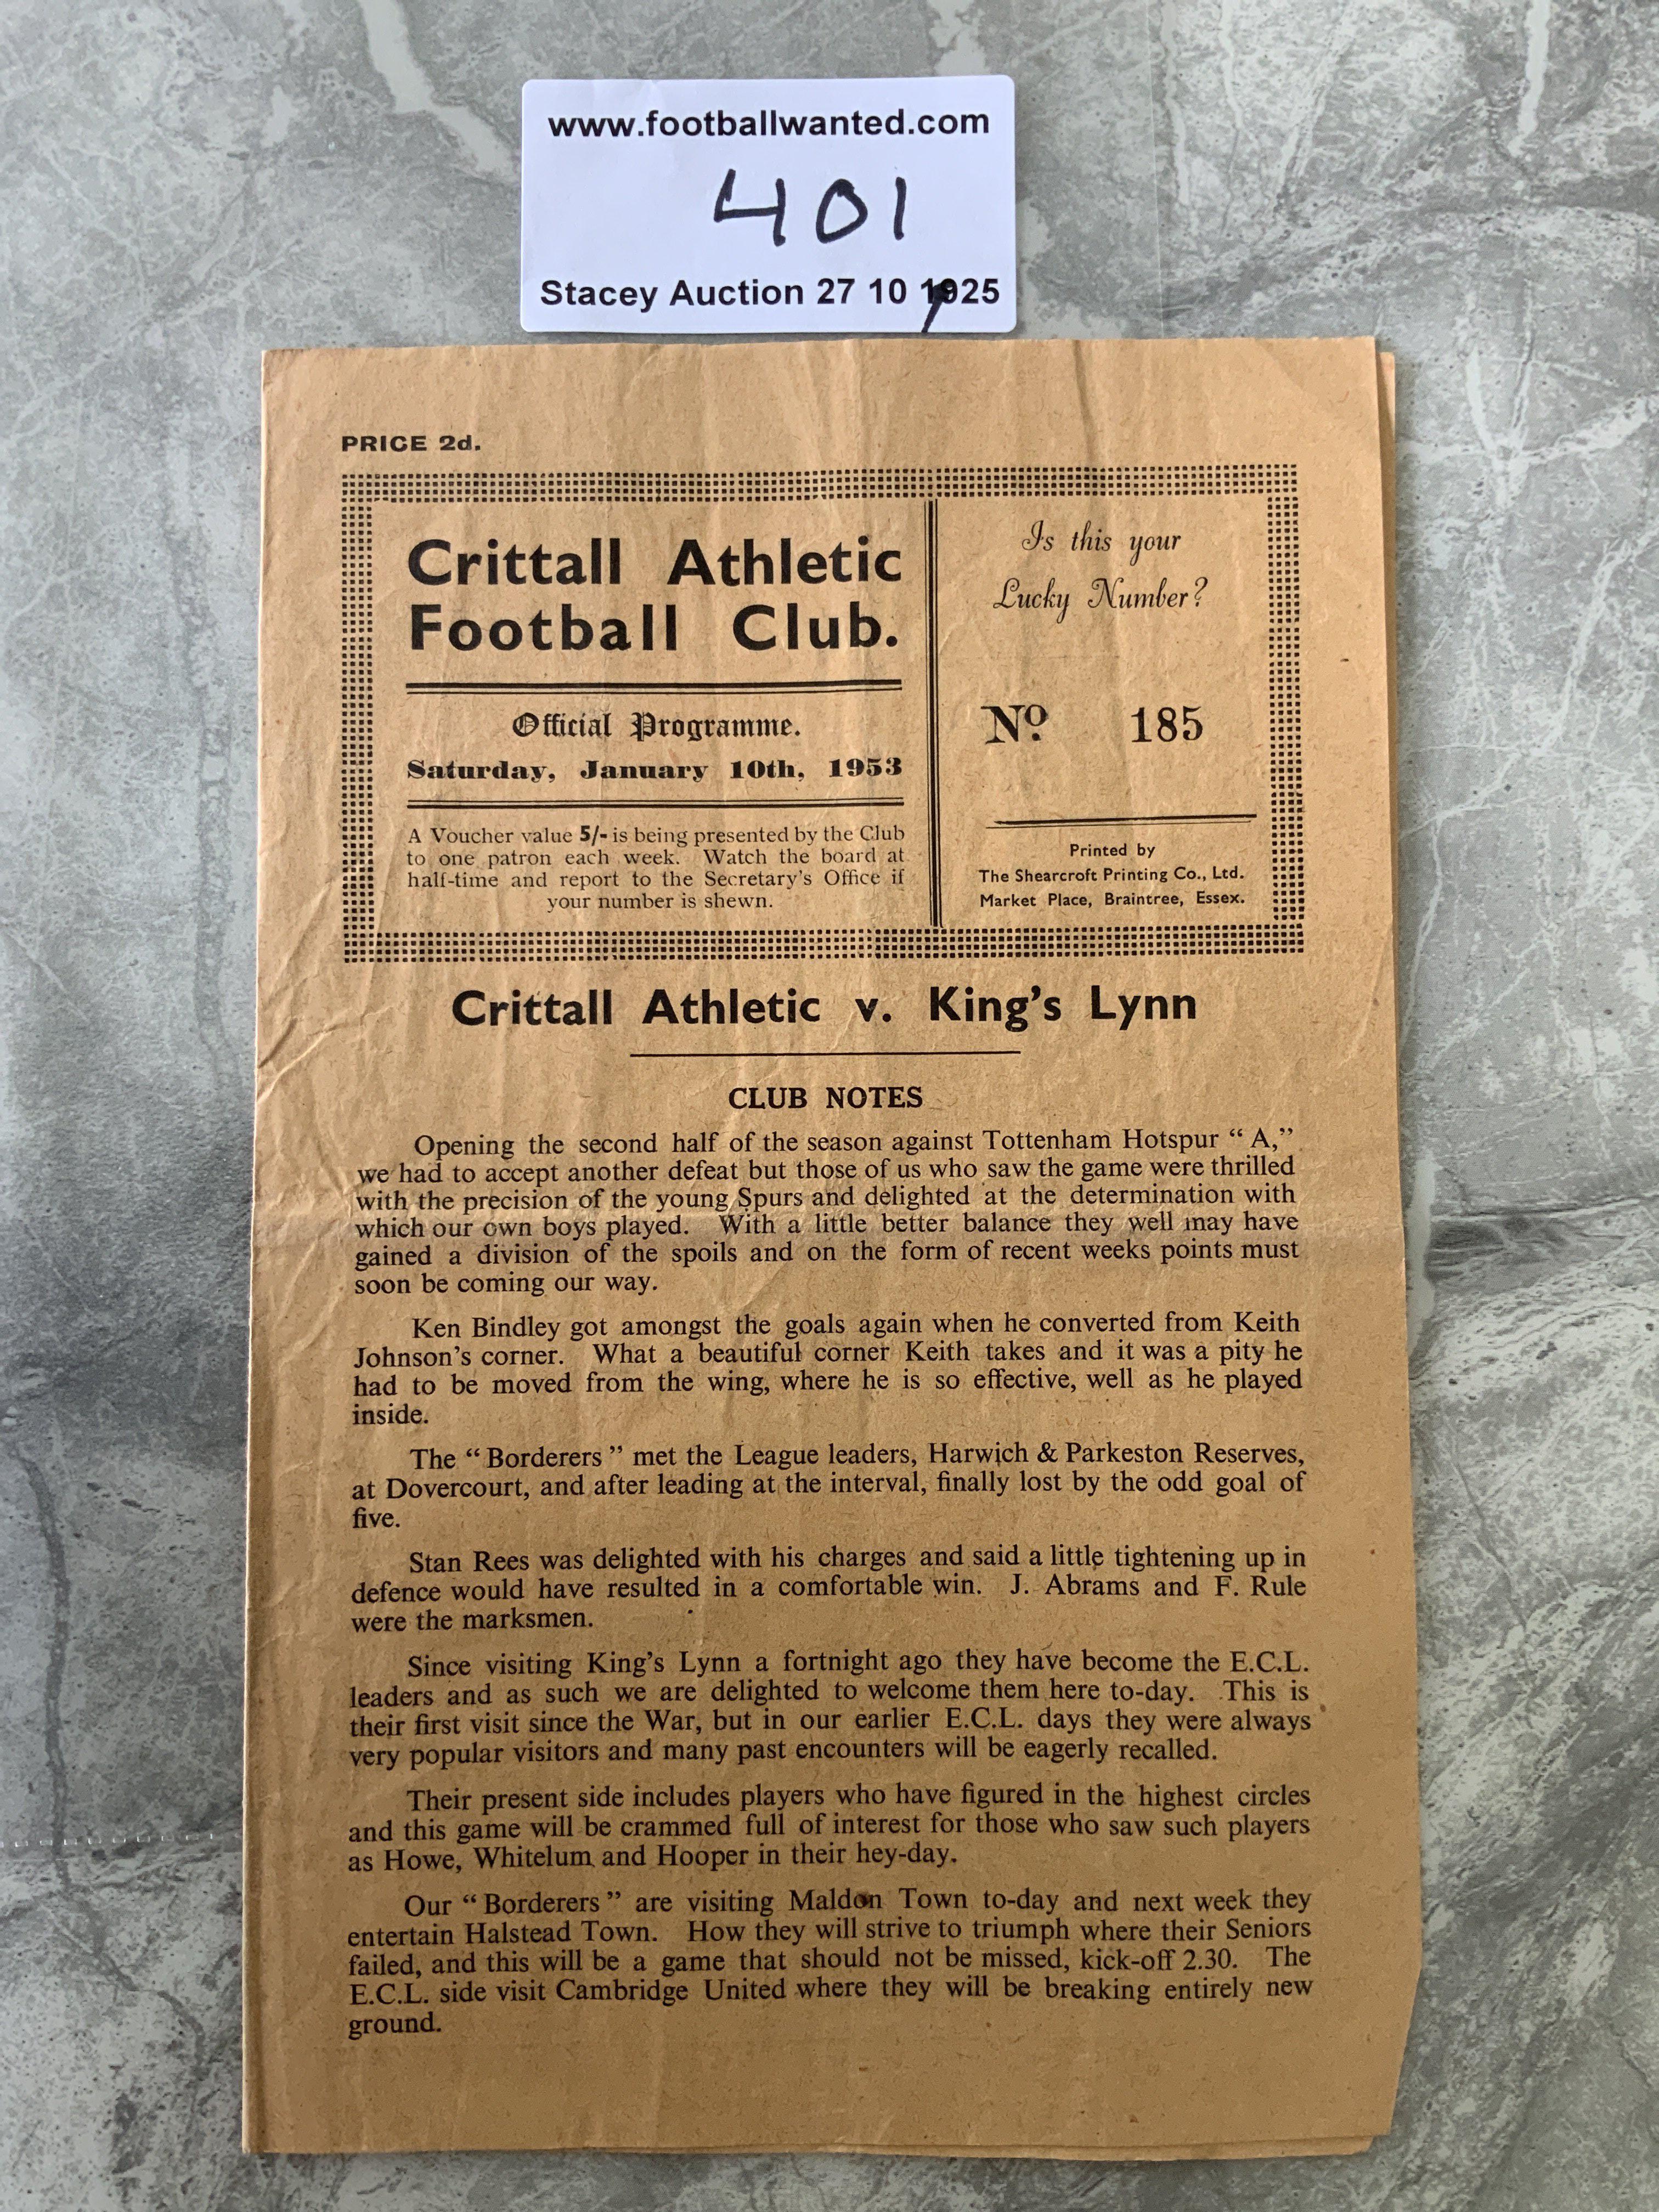 www.footballwanted.com
401
Stacey Auction 27 10 1925
PRICE 2d.
Crittall Athletic
Football Club.
Official Programme.
Saturday, January 10th, 1953
A Voucher value 5/- is being presented by the Club
to one patron each week. Watch the board at
half-time and report to the Secretary's Office if
your number is shewn.
Is this your
Lucky Number?
Nº 185
Printed by
The Shearcroft Printing Co., Ltd.
Market Place, Braintree, Essex.
Crittall Athletic v. King's Lynn
CLUB NOTES
Opening the second half of the season against Tottenham Hotspur "A,"
we had to accept another defeat but those of us who saw the game were thrilled
with the precision of the young Spurs and delighted at the determination with
which our own boys played. With a little better balance they well may have
gained a division of the spoils and on the form of recent weeks points must
soon be coming our way.
Ken Bindley got amongst the goals again when he converted from Keith
Johnson's corner. What a beautiful corner Keith takes and it was a pity he
had to be moved from the wing, where he is so effective, well as he played
inside.
The "Borderers" met the League leaders, Harwich & Parkeston Reserves,
at Dovercourt, and after leading at the interval, finally lost by the odd goal of
five.
Stan Rees was delighted with his charges and said a little tightening up in
defence would have resulted in a comfortable win. J. Abrams and F. Rule
were the marksmen.
Since visiting King's Lynn a fortnight ago they have become the E.C.L.
leaders and as such we are delighted to welcome them here to-day. This is
their first visit since the War, but in our earlier E.C.L. days they were always
very popular visitors and many past encounters will be eagerly recalled.
Their present side includes players who have figured in the highest circles
and this game will be crammed full of interest for those who saw such players
as Howe, Whitelum and Hooper in their hey-day.
Our "Borderers" are visiting Maldon Town to-day and next week they
entertain Halstead Town. How they will strive to triumph where their Seniors
failed, and this will be a game that should not be missed, kick-off 2.30. The
E.C.L. side visit Cambridge United where they will be breaking entirely new
ground.